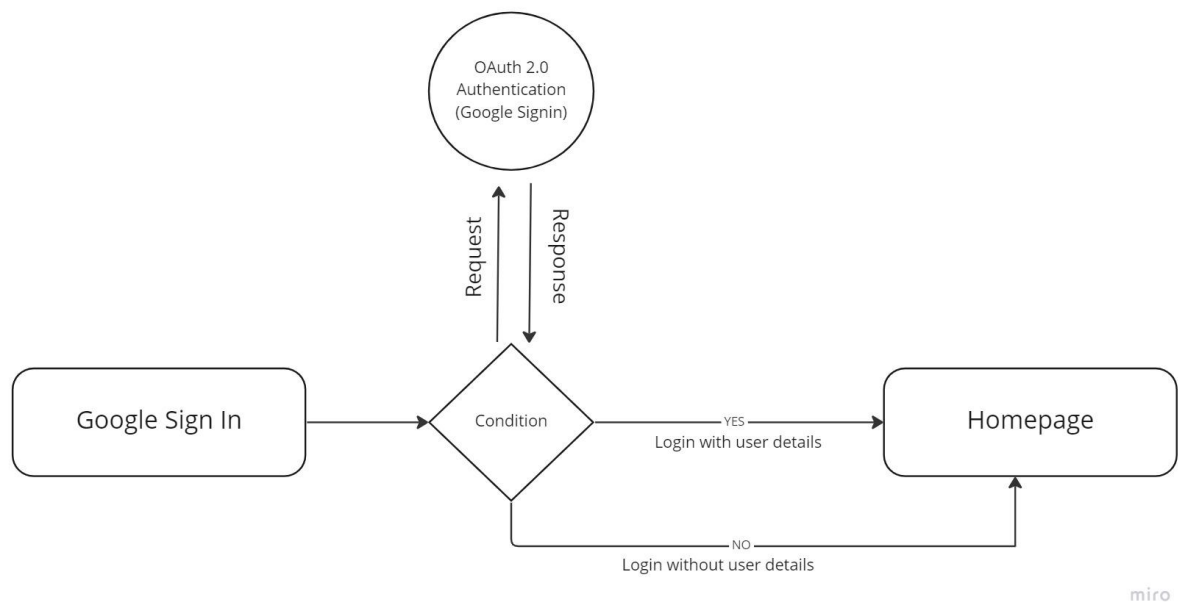 OAuth 2.0
Authentication
(Google Signin)
Request
Response
Google Sign In
Condition
YES
Login with user details
Homepage
NO
Login without user details
miro